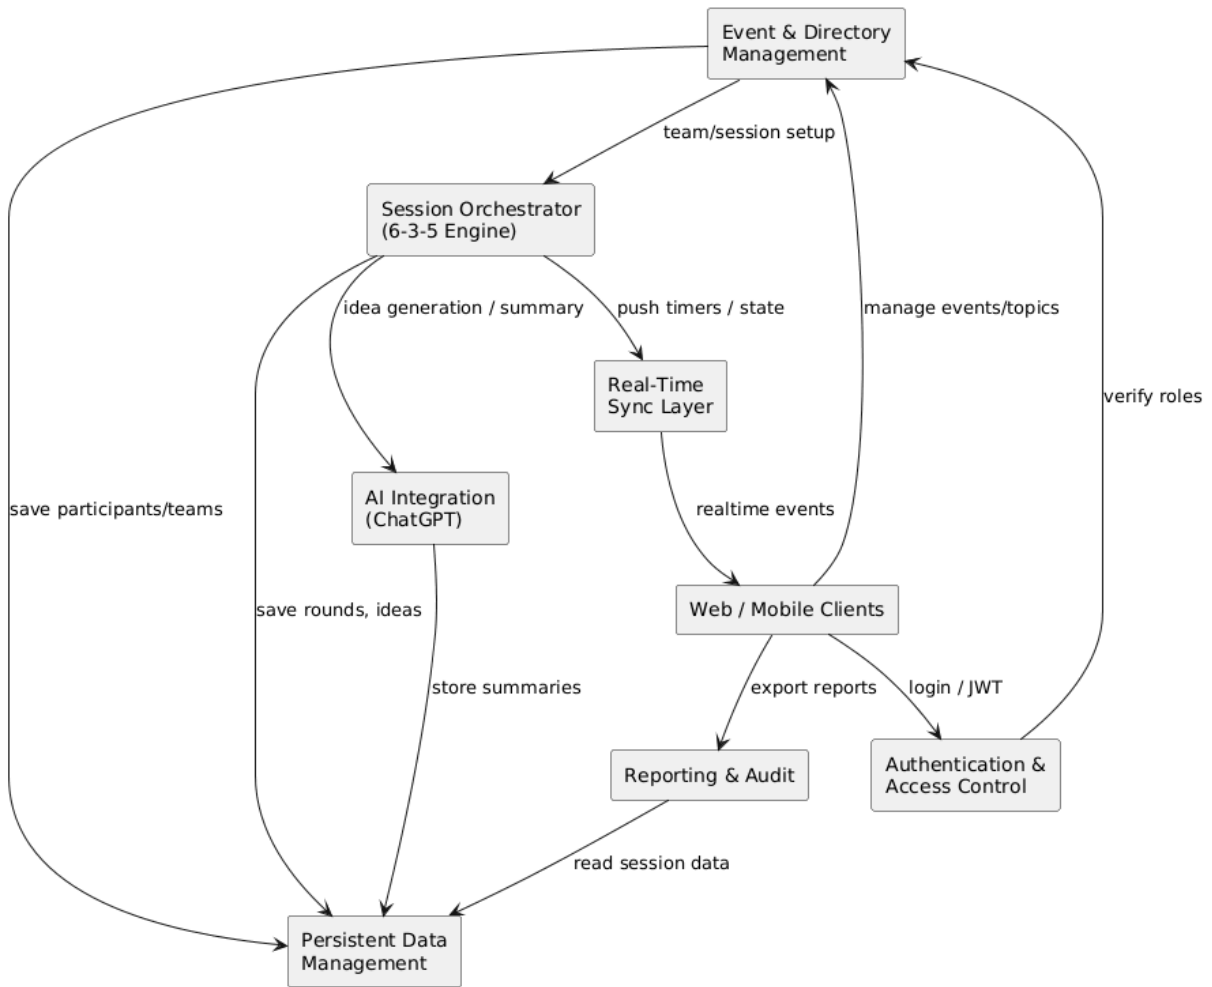 Event & Directory
Management
team/session setup
Session Orchestrator
(6-3-5 Engine)
idea generation / summary
push timers / state
manage events/topics
Real-Time
Sync Layer
verify roles
AI Integration
(ChatGPT)
save participants/teams
realtime events
save rounds, ideas
Web / Mobile Clients
store summaries
export reports
login / JWT
Reporting & Audit
Authentication &
Access Control
read session data
Persistent Data
Management